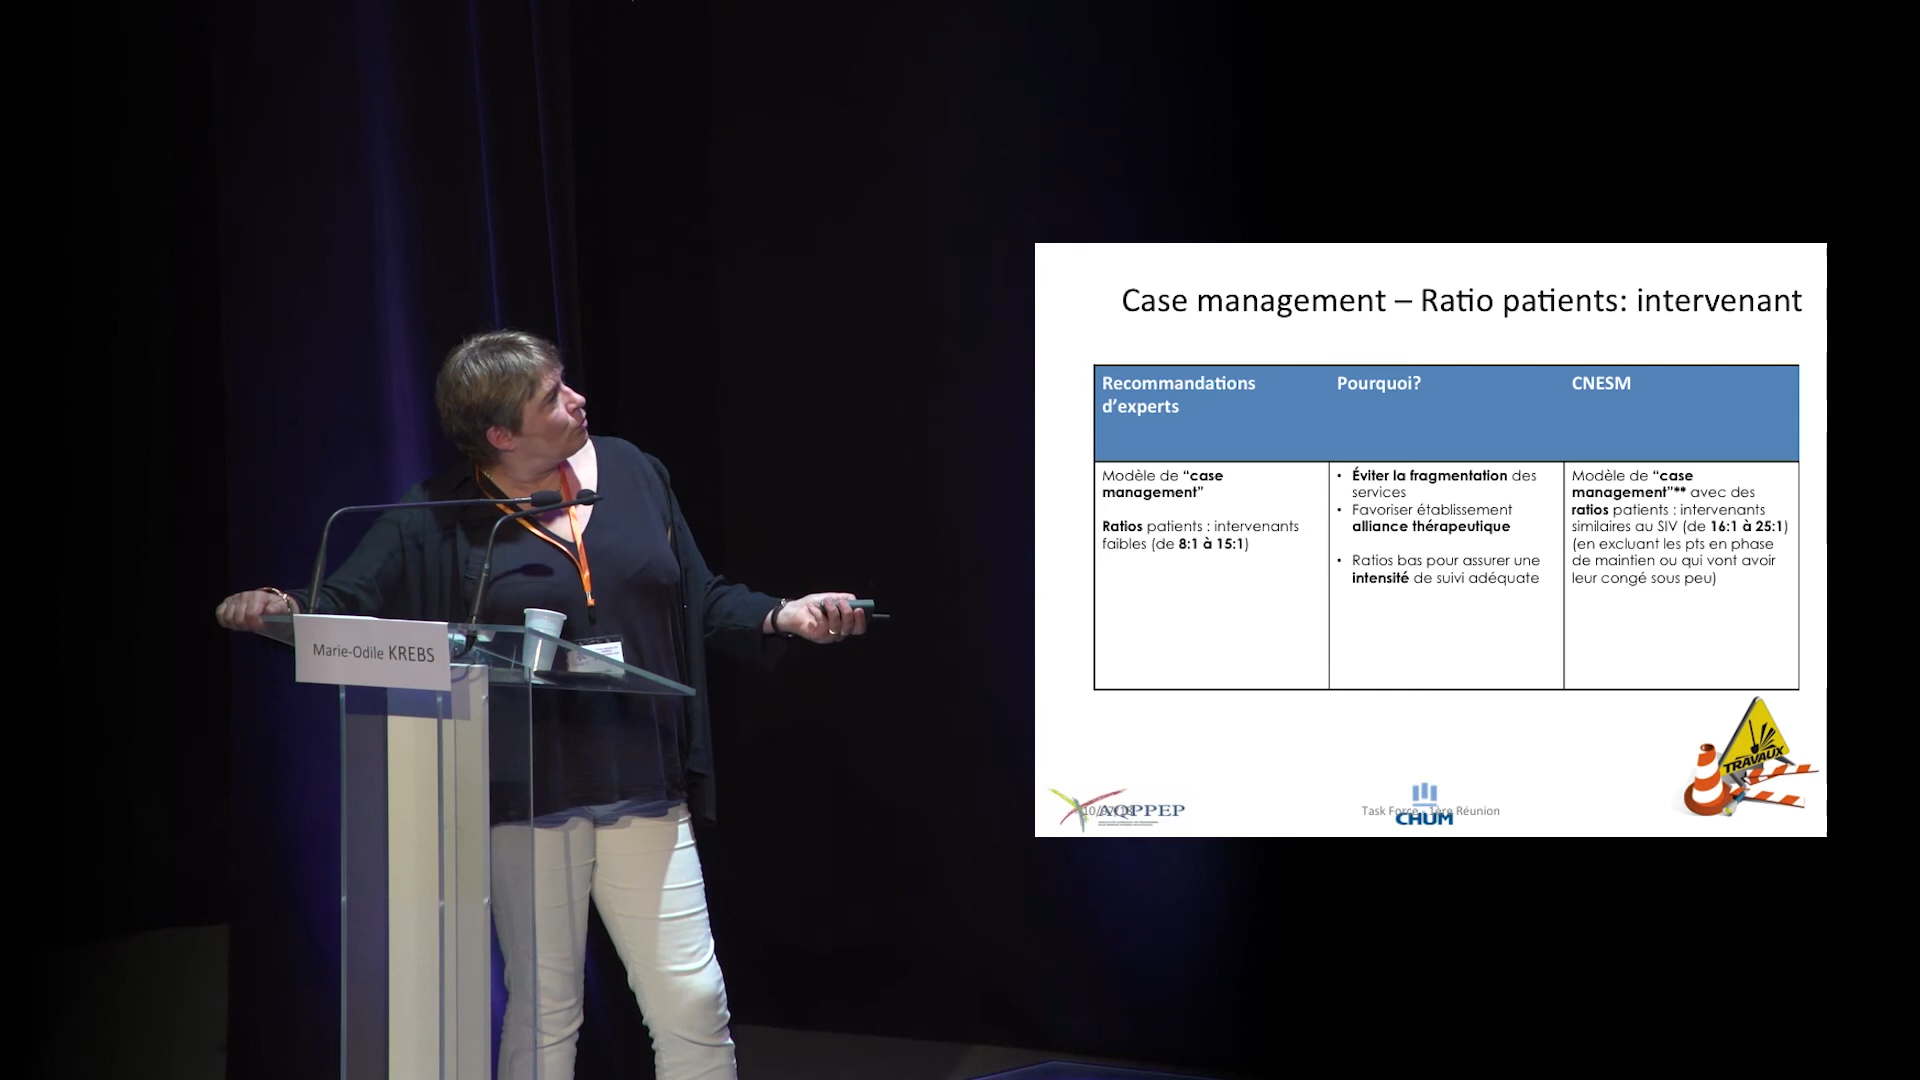 Marie-Odile KREBS
Case management – Ratio patients: intervenant
Recommandations
d’experts
Pourquoi?
CNESM
Modèle de “case
management”
Ratios patients : intervenants
faibles (de 8:1 à 15:1)
• Éviter la fragmentation des
services
• Favoriser établissement
alliance thérapeutique
• Ratios bas pour assurer une
intensité de suivi adéquate
Modèle de “case
management”** avec des
ratios patients : intervenants
similaires au SIV (de 16:1 à 25:1)
(en excluant les pts en phase
de maintien ou qui vont avoir
leur congé sous peu)
TRAVAUX
AQPPEP
Task Force - 1ère Réunion
CHUM